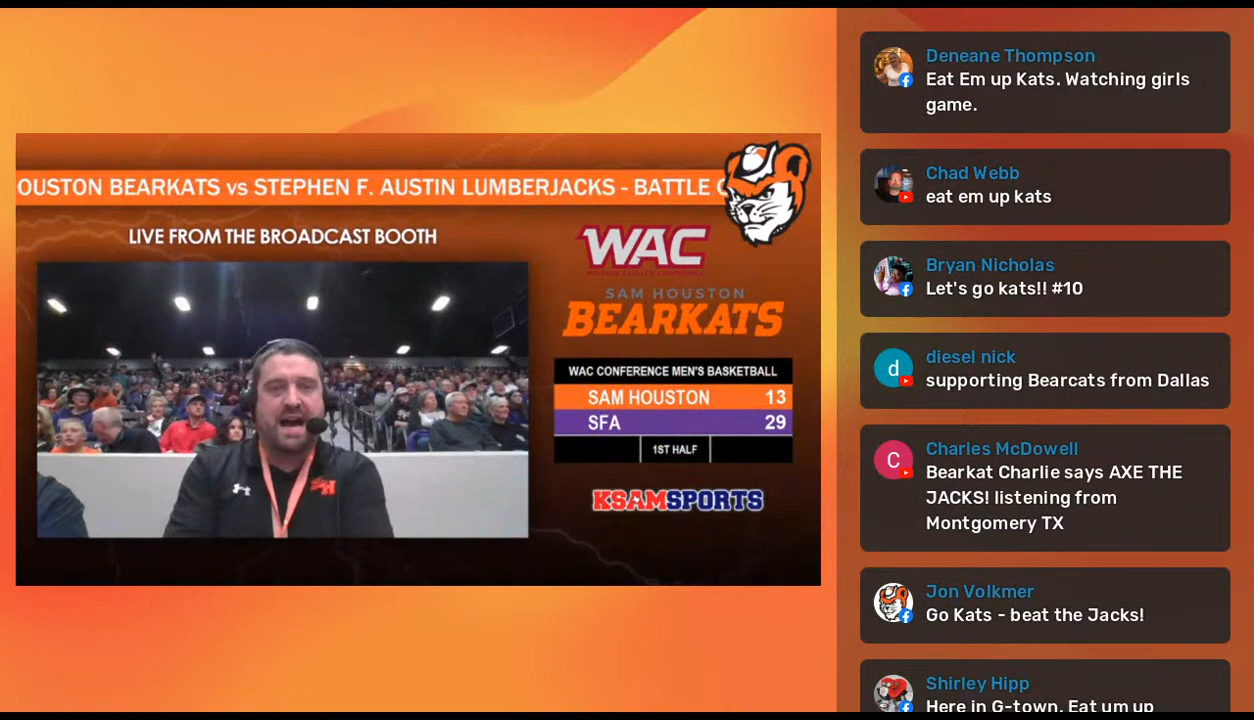 OUSTON BEARKATS vs STEPHEN F. AUSTIN LUMBERJACKS - BATTLE
LIVE FROM THE BROADCAST BOOTH
WAC
SAM HOUSTON
BEARKATS
WAC CONFERENCE MEN'S BASKETBALL
SAM HOUSTON 13
SFA 29
1ST HALF
KSAMSPORTS
Deneane Thompson
Eat Em up Kats. Watching girls
game.
Chad Webb
eat em up kats
Bryan Nicholas
Let's go kats!! #10
d
diesel nick
supporting Bearcats from Dallas
C
Charles McDowell
Bearkat Charlie says AXE THE
JACKS! listening from
Montgomery TX
Jon Volkmer
Go Kats - beat the Jacks!
Shirley Hipp
Here in G-town. Eat um up